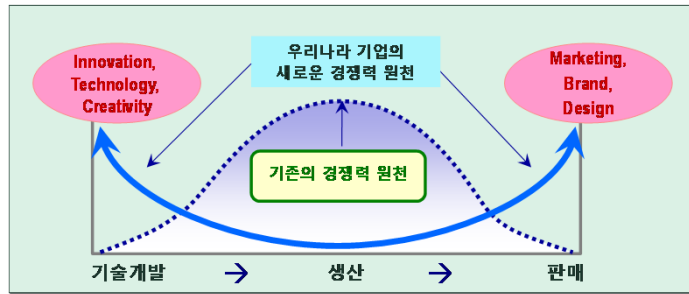 우리나라 기업의
새로운 경쟁력 원천
Innovation,
Technology,
Creativity
Marketing,
Brand,
Design
기존의 경쟁력 원천
기술개발 → 생산 → 판매